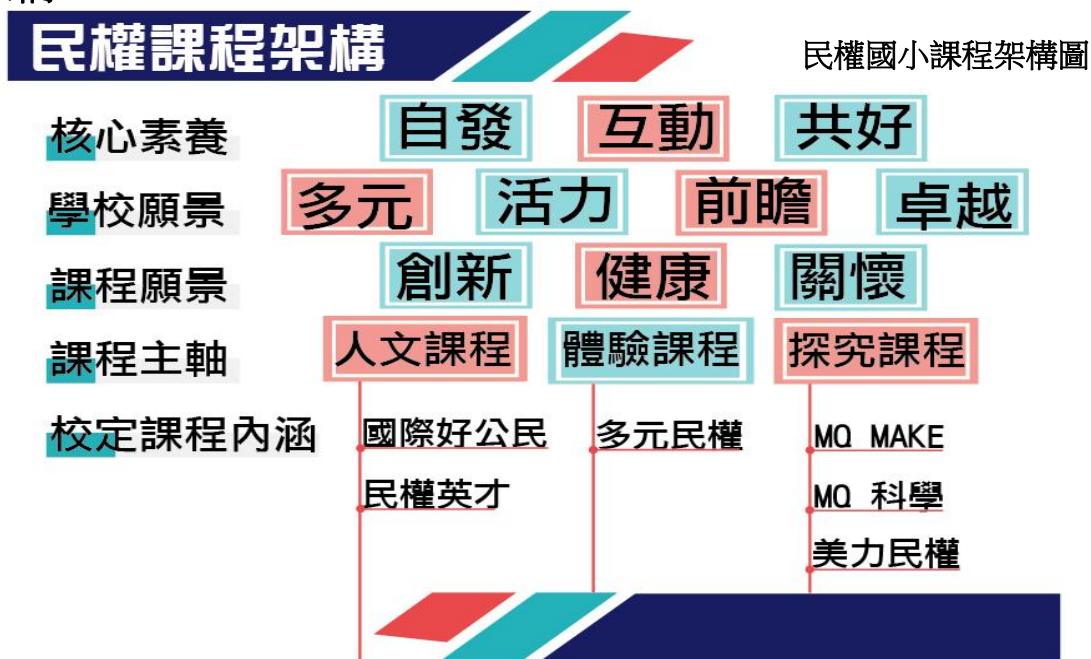 民權課程架構
民權國小課程架構圖
核心素養 自發 互動 共好
學校願景 多元 活力 前瞻 卓越
課程願景 創新 健康 關懷
課程主軸 人文課程 體驗課程 探究課程
校定課程內涵 國際好公民 多元民權 MQ MAKE
民權英才 MQ 科學
美力民權